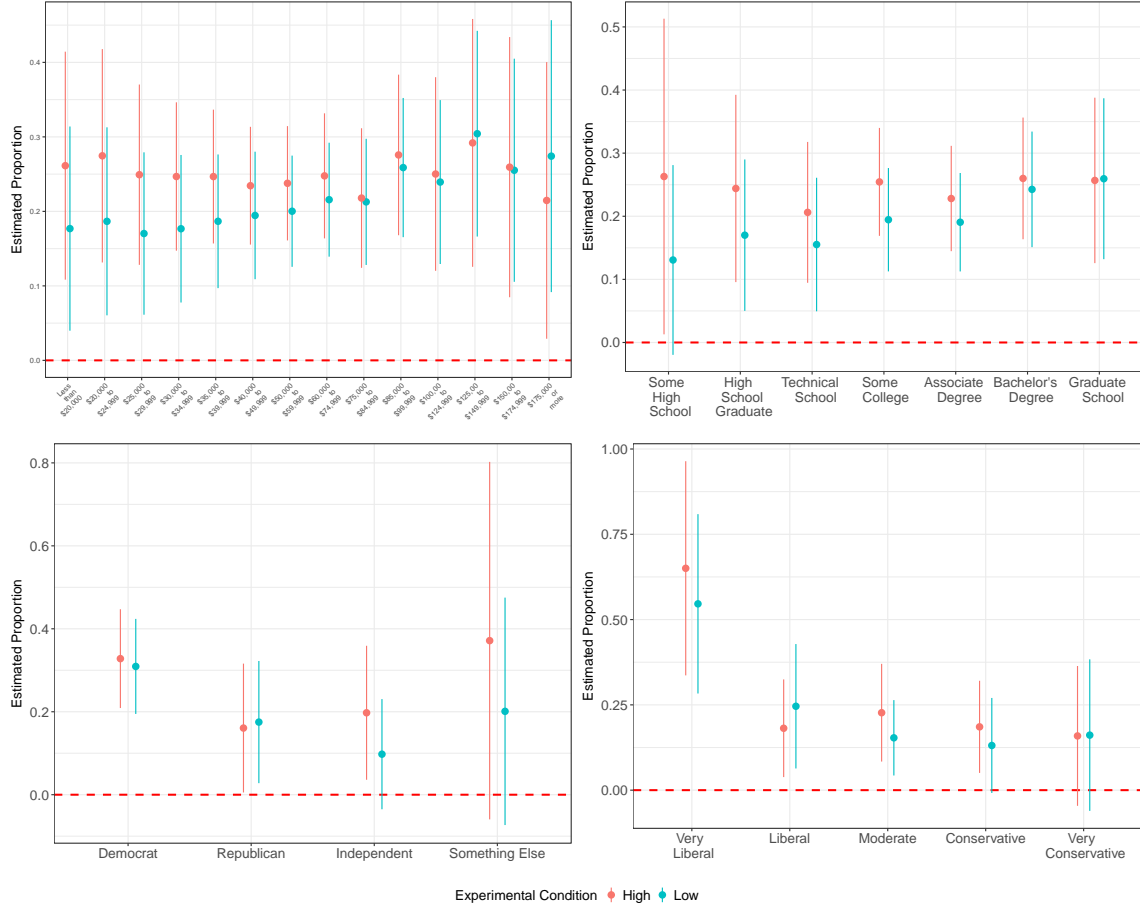 Estimated Proportion
0.4
0.3
0.2
0.1
0.0
Less
than
$20,000
$20,000
to
$24,999
$25,000
to
$29,999
$30,000
to
$34,999
$35,000
to
$39,999
$40,000
to
$49,999
$50,000
to
$59,999
$60,000
to
$74,999
$75,000
to
$84,999
$85,000
to
$99,999
$100,00
to
$124,999
$125,00
to
$149,999
$150,00
to
$174,999
$175,000
or
more
Estimated Proportion
0.5
0.4
0.3
0.2
0.1
0.0
Some
High
School
High
School
Graduate
Technical
School
Some
College
Associate
Degree
Bachelor's
Degree
Graduate
School
Estimated Proportion
0.8
0.6
0.4
0.2
0.0
Democrat
Republican
Independent
Something Else
Estimated Proportion
1.00
0.75
0.50
0.25
0.00
Very
Liberal
Liberal
Moderate
Conservative
Very
Conservative
Experimental Condition High Low